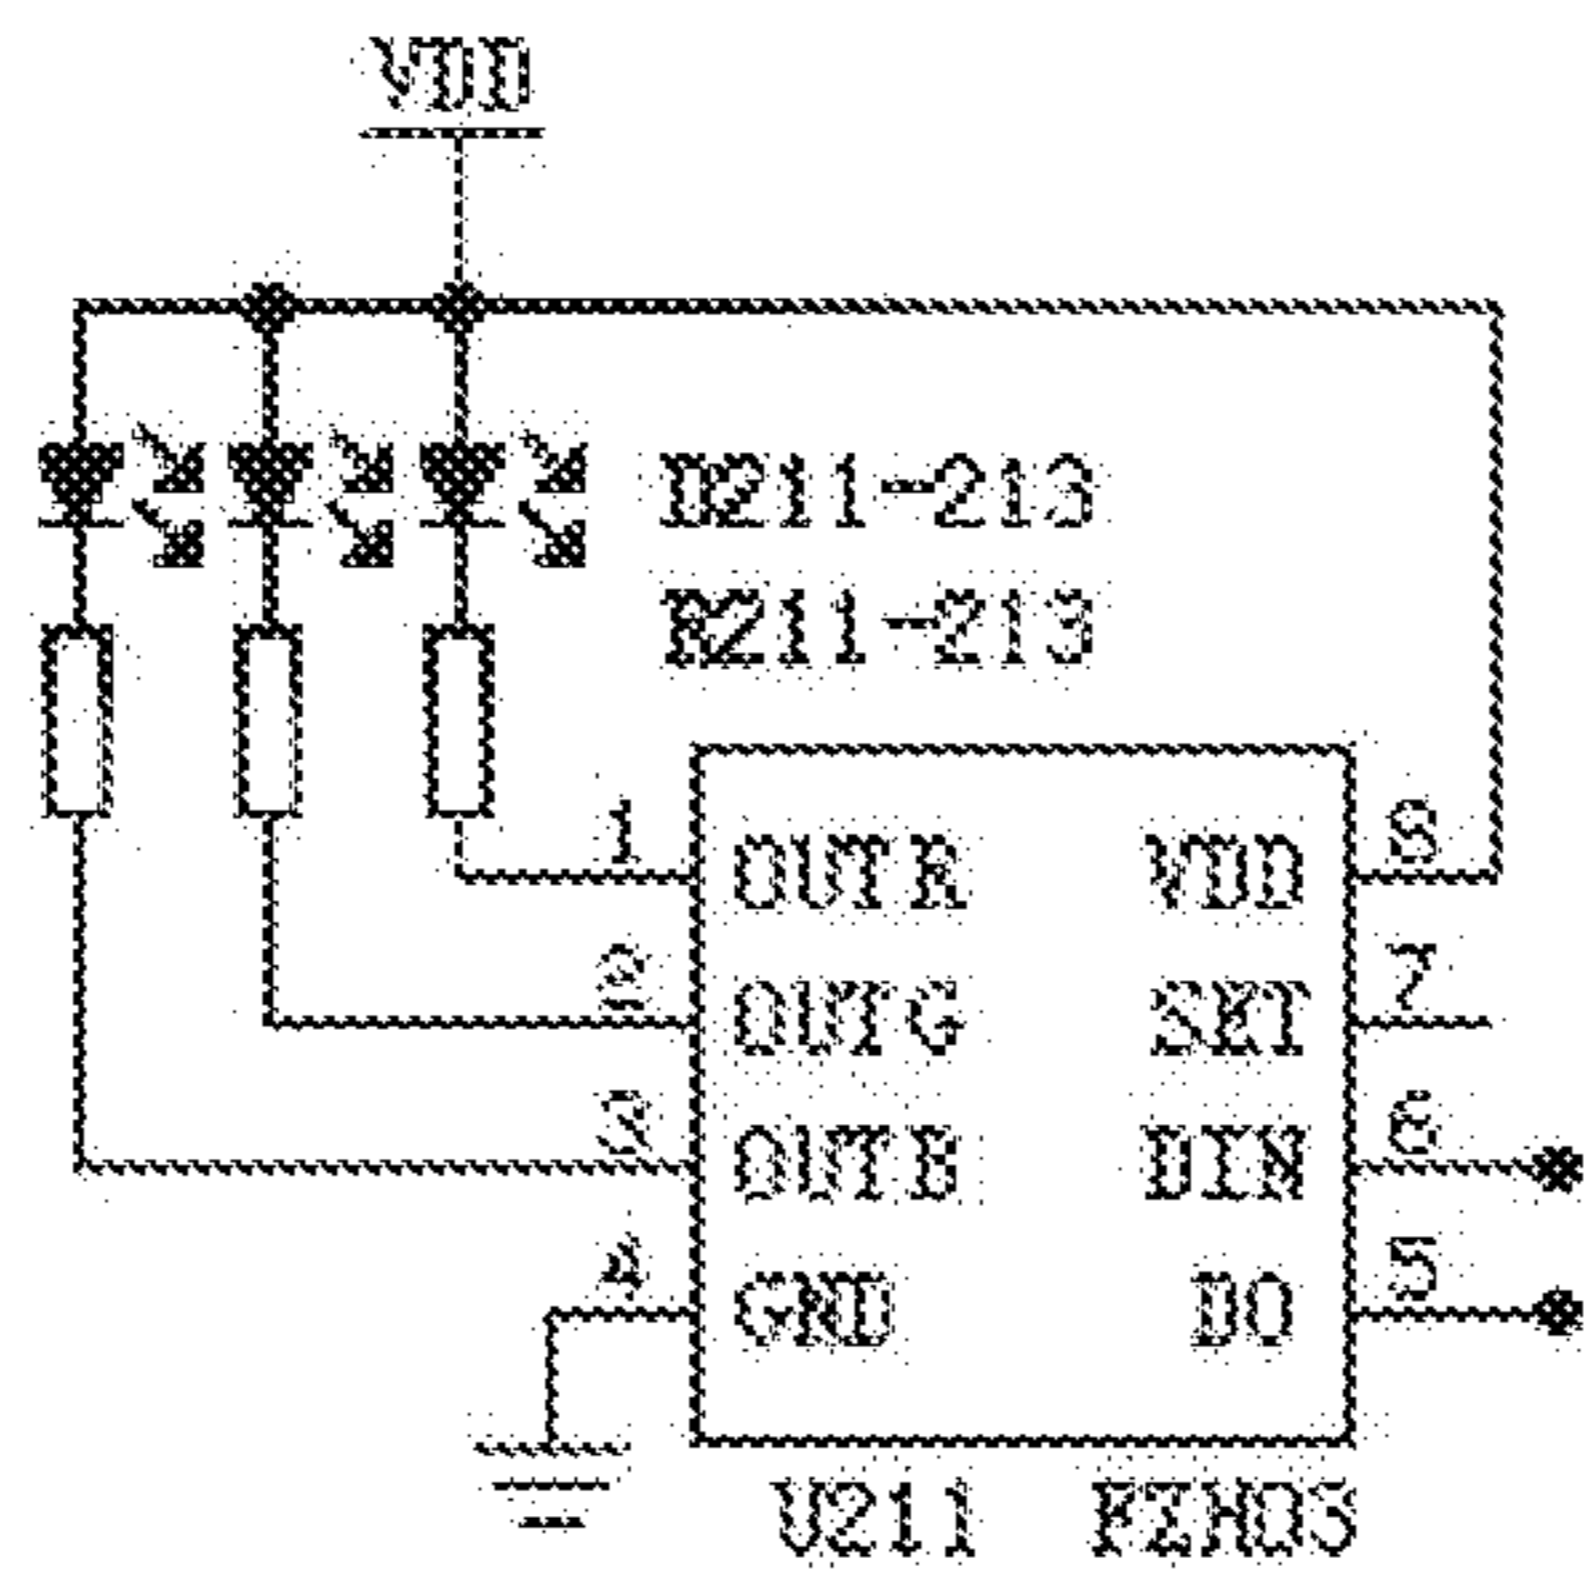 VDD
D211-213
R211-213
1 OUTR VDD 8
2 OUTG SET 7
3 OUTB DIN 6
4 GND DO 5
U211